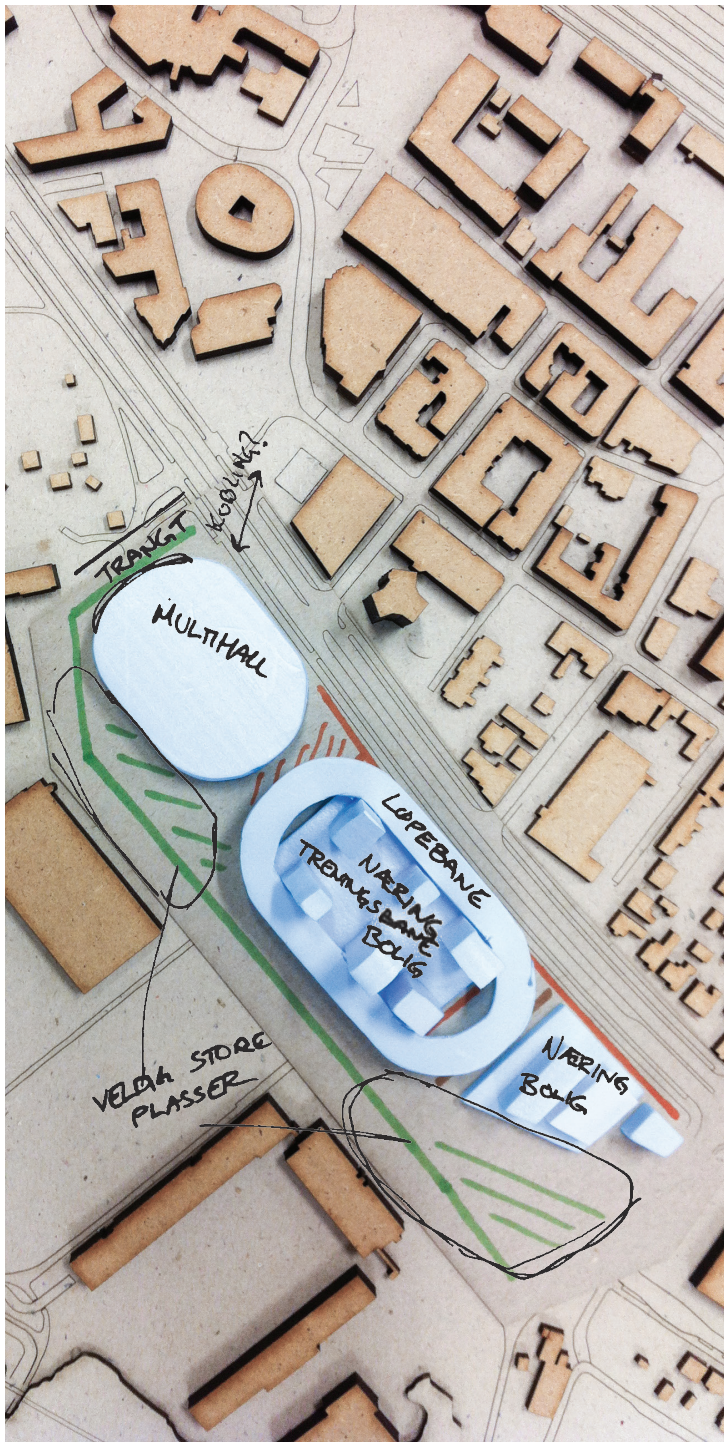 KOBLING?
TRANGT
MULTIHALL
LØPEBANE
NÆRING
TRENINGSBANE
BOLIG
NÆRING
BOLIG
VELDIG STORE
PLASSER